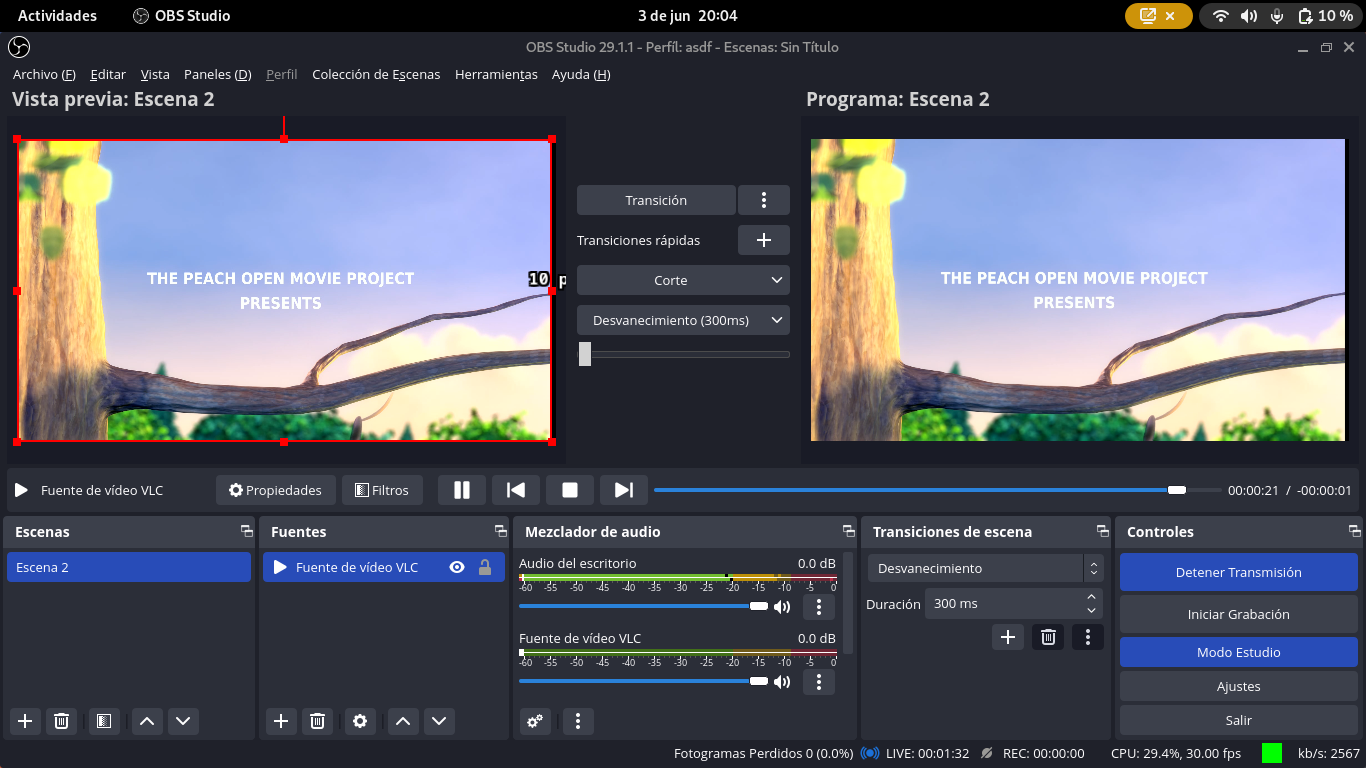 Actividades
OBS Studio
3 de jun 20:04
10 %
OBS Studio 29.1.1 - Perfíl: asdf - Escenas: Sin Título
Archivo (F) Editar Vista Paneles (D) Perfil Colección de Escenas Herramientas Ayuda (H)
Vista previa: Escena 2
Programa: Escena 2
THE PEACH OPEN MOVIE PROJECT
PRESENTS
10 p
Transición
Transiciones rápidas
Corte
Desvanecimiento (300ms)
THE PEACH OPEN MOVIE PROJECT
PRESENTS
Fuente de vídeo VLC
Propiedades
Filtros
00:00:21 / -00:00:01
Escenas
Escena 2
Fuentes
Fuente de vídeo VLC
Mezclador de audio
Audio del escritorio 0.0 dB
-60 -55 -50 -45 -40 -35 -30 -25 -20 -15 -10 -5 0
Fuente de vídeo VLC 0.0 dB
-60 -55 -50 -45 -40 -35 -30 -25 -20 -15 -10 -5 0
Transiciones de escena
Desvanecimiento
Duración 300 ms
Controles
Detener Transmisión
Iniciar Grabación
Modo Estudio
Ajustes
Salir
Fotogramas Perdidos 0 (0.0%) LIVE: 00:01:32 REC: 00:00:00 CPU: 29.4%, 30.00 fps kb/s: 2567